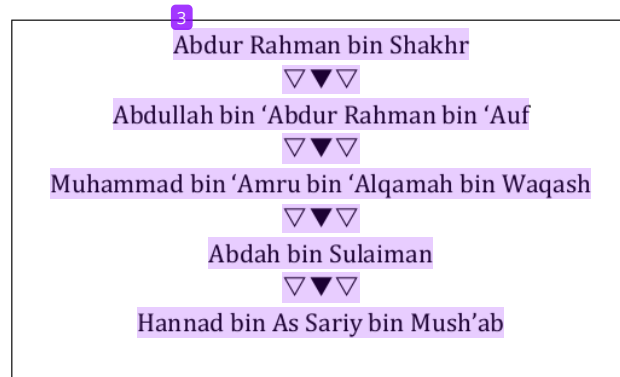 3
Abdur Rahman bin Shakhr
▽▼▽
Abdullah bin ‘Abdur Rahman bin ‘Auf
▽▼▽
Muhammad bin ‘Amru bin ‘Alqamah bin Waqash
▽▼▽
Abdah bin Sulaiman
▽▼▽
Hannad bin As Sariy bin Mush’ab